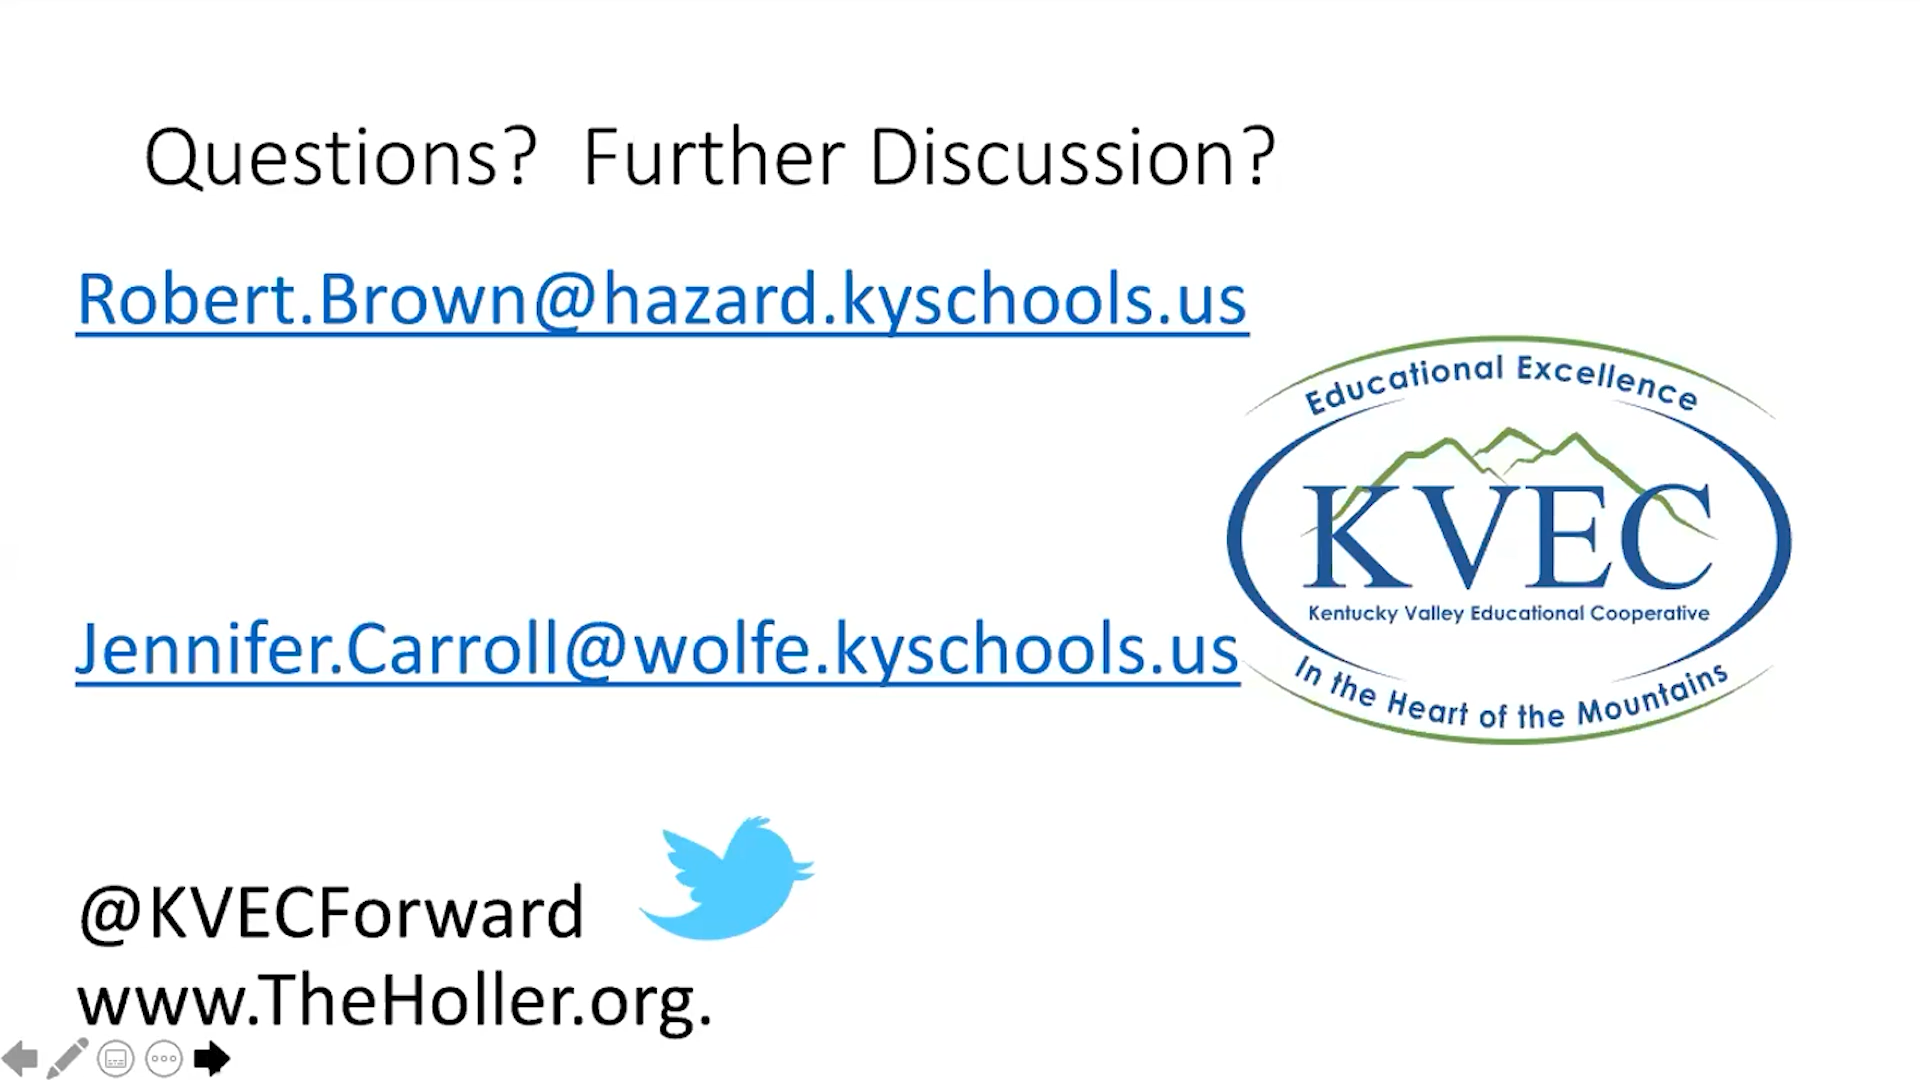 Questions?  Further Discussion?
Robert.Brown@hazard.kyschools.us
Educational Excellence
KVEC
Kentucky Valley Educational Cooperative
In the Heart of the Mountains
Jennifer.Carroll@wolfe.kyschools.us
@KVECForward
www.TheHoller.org.